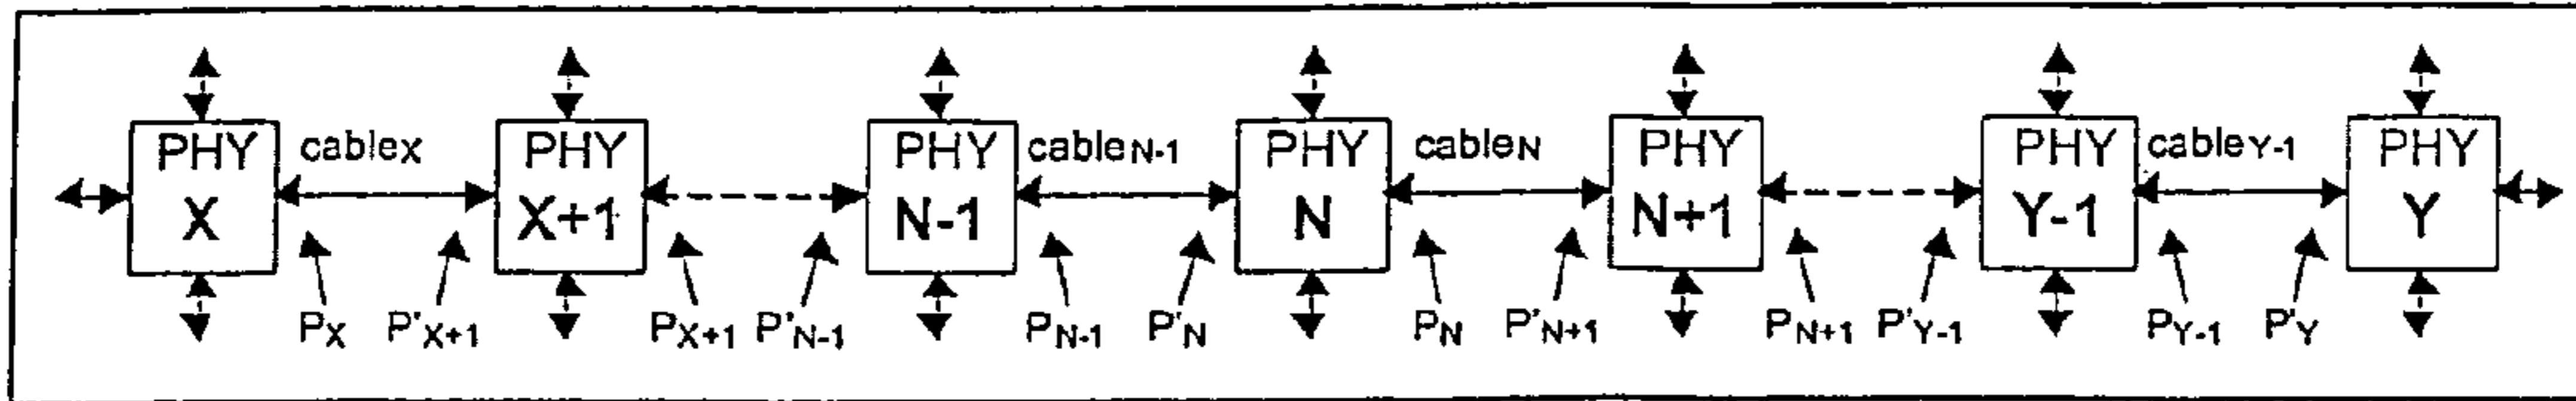 PHY cableX PHY PHY cableN-1 PHY cableN PHY PHY cableY-1 PHY
X X+1 N-1 N N+1 Y-1 Y
PX P'X+1 PX+1 P'N-1 PN-1 P'N PN P'N+1 PN+1 P'Y-1 PY-1 P'Y